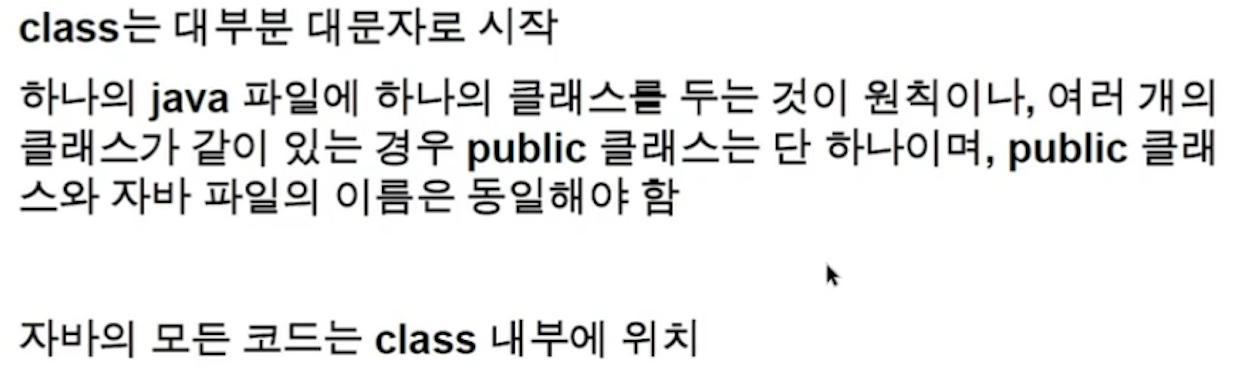 class는 대부분 대문자로 시작
하나의 java 파일에 하나의 클래스를 두는 것이 원칙이나, 여러 개의
클래스가 같이 있는 경우 public 클래스는 단 하나이며, public 클래
스와 자바 파일의 이름은 동일해야 함
자바의 모든 코드는 class 내부에 위치